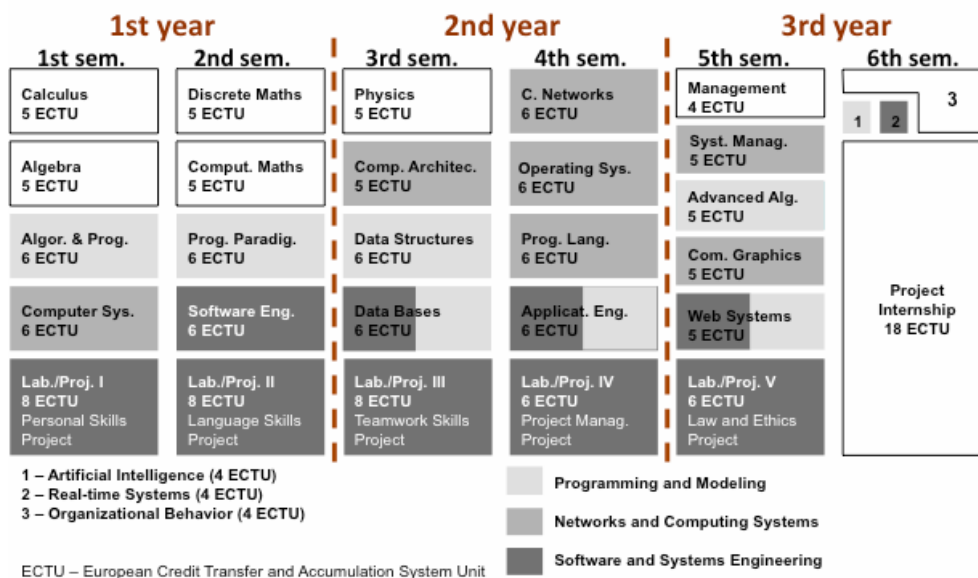 1st year
2nd year
3rd year
1st sem.
2nd sem.
3rd sem.
4th sem.
5th sem.
6th sem.
Calculus
5 ECTU
Algebra
5 ECTU
Algor. & Prog.
6 ECTU
Computer Sys.
6 ECTU
Lab./Proj. I
8 ECTU
Personal Skills
Project
Discrete Maths
5 ECTU
Comput. Maths
5 ECTU
Prog. Paradig.
6 ECTU
Software Eng.
6 ECTU
Lab./Proj. II
8 ECTU
Language Skills
Project
Physics
5 ECTU
Comp. Architec.
5 ECTU
Data Structures
6 ECTU
Data Bases
6 ECTU
Lab./Proj. III
8 ECTU
Teamwork Skills
Project
C. Networks
6 ECTU
Operating Sys.
6 ECTU
Prog. Lang.
6 ECTU
Applicat. Eng.
6 ECTU
Lab./Proj. IV
6 ECTU
Project Manag.
Project
Management
4 ECTU
Syst. Manag.
5 ECTU
Advanced Alg.
5 ECTU
Com. Graphics
5 ECTU
Web Systems
5 ECTU
Lab./Proj. V
6 ECTU
Law and Ethics
Project
3
1
2
Project
Internship
18 ECTU
1 – Artificial Intelligence (4 ECTU)
2 – Real-time Systems (4 ECTU)
3 – Organizational Behavior (4 ECTU)
Programming and Modeling
Networks and Computing Systems
Software and Systems Engineering
ECTU – European Credit Transfer and Accumulation System Unit